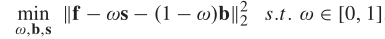 min ‖f − ωs − (1 − ω)b‖₂² s.t. ω ∈ [0, 1]
ω,b,s